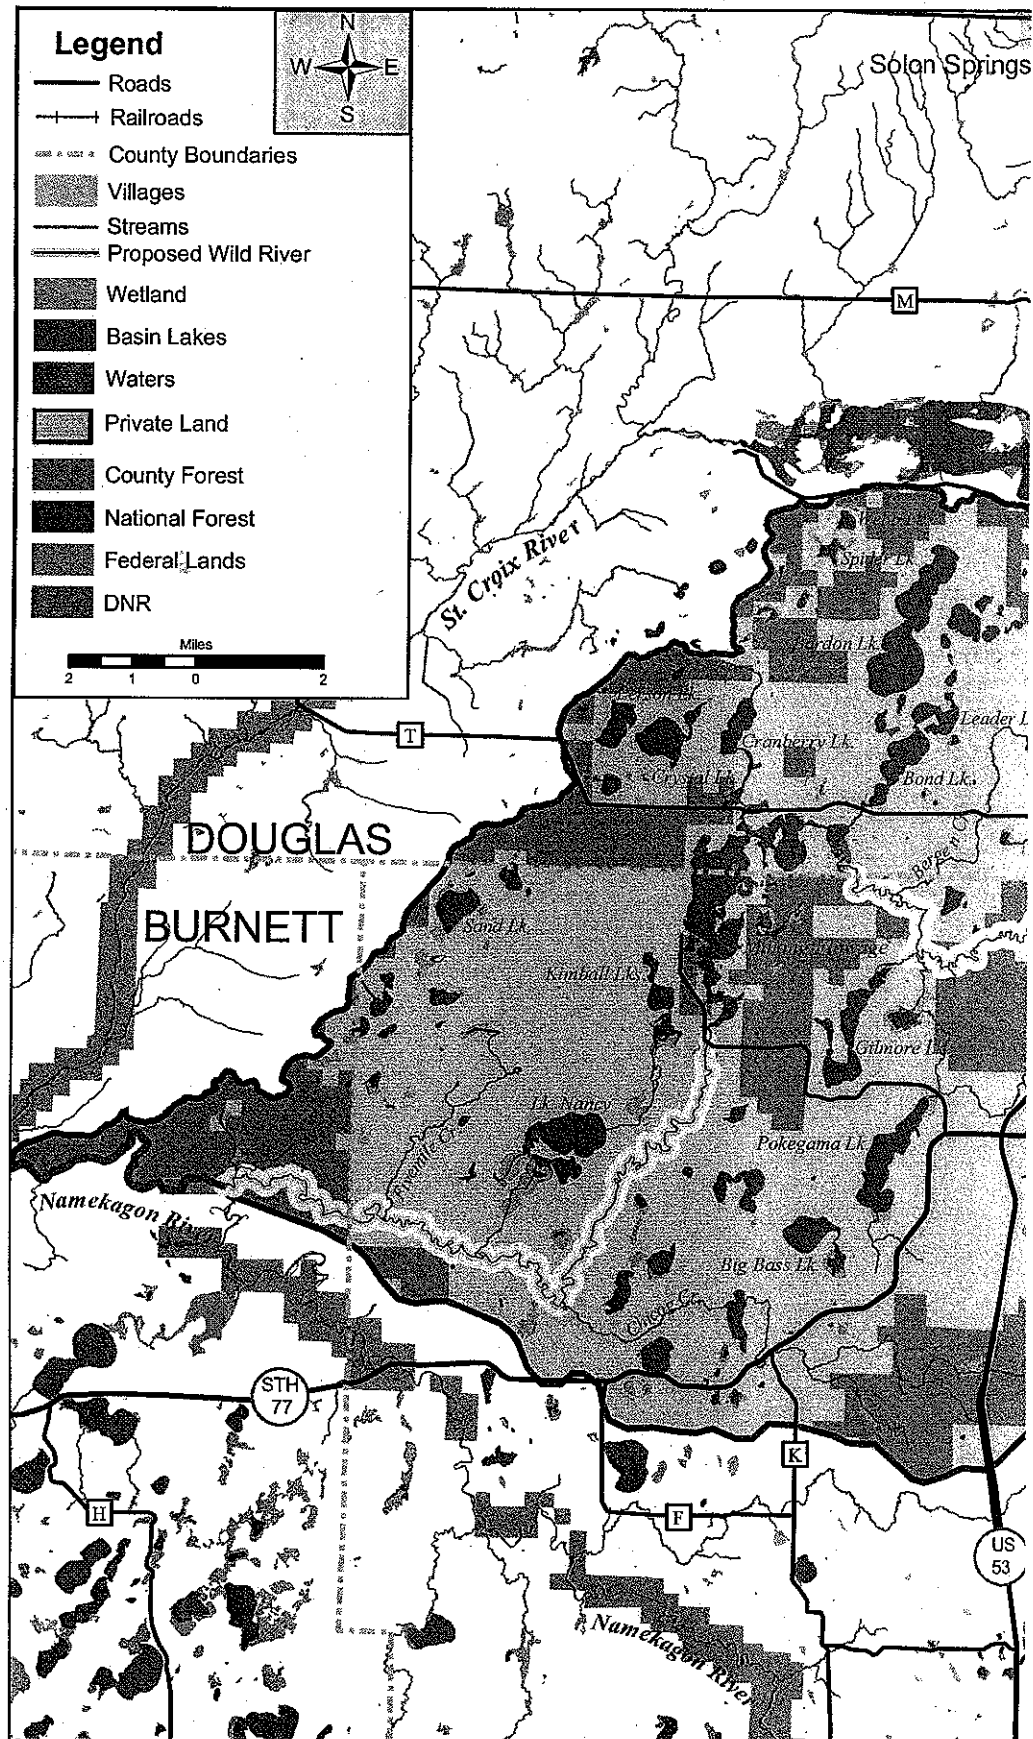 Legend
Roads
Railroads
County Boundaries
Villages
Streams
Proposed Wild River
Wetland
Basin Lakes
Waters
Private Land
County Forest
National Forest
Federal Lands
DNR
Miles
2 1 0 2
N
W E
S
Solon Springs
M
St. Croix River
Spider Lk.
Cranberry Lk.
Leader L
Crystal Lk.
Bond Lk.
T
DOUGLAS
BURNETT
Sand Lk.
Kimball Lks.
Gilmore Lk.
Lk. Nancy
Pokegama Lk.
Namekagon River
Big Bass Lk.
STH
77
K
H
F
US
53
Namekagon River